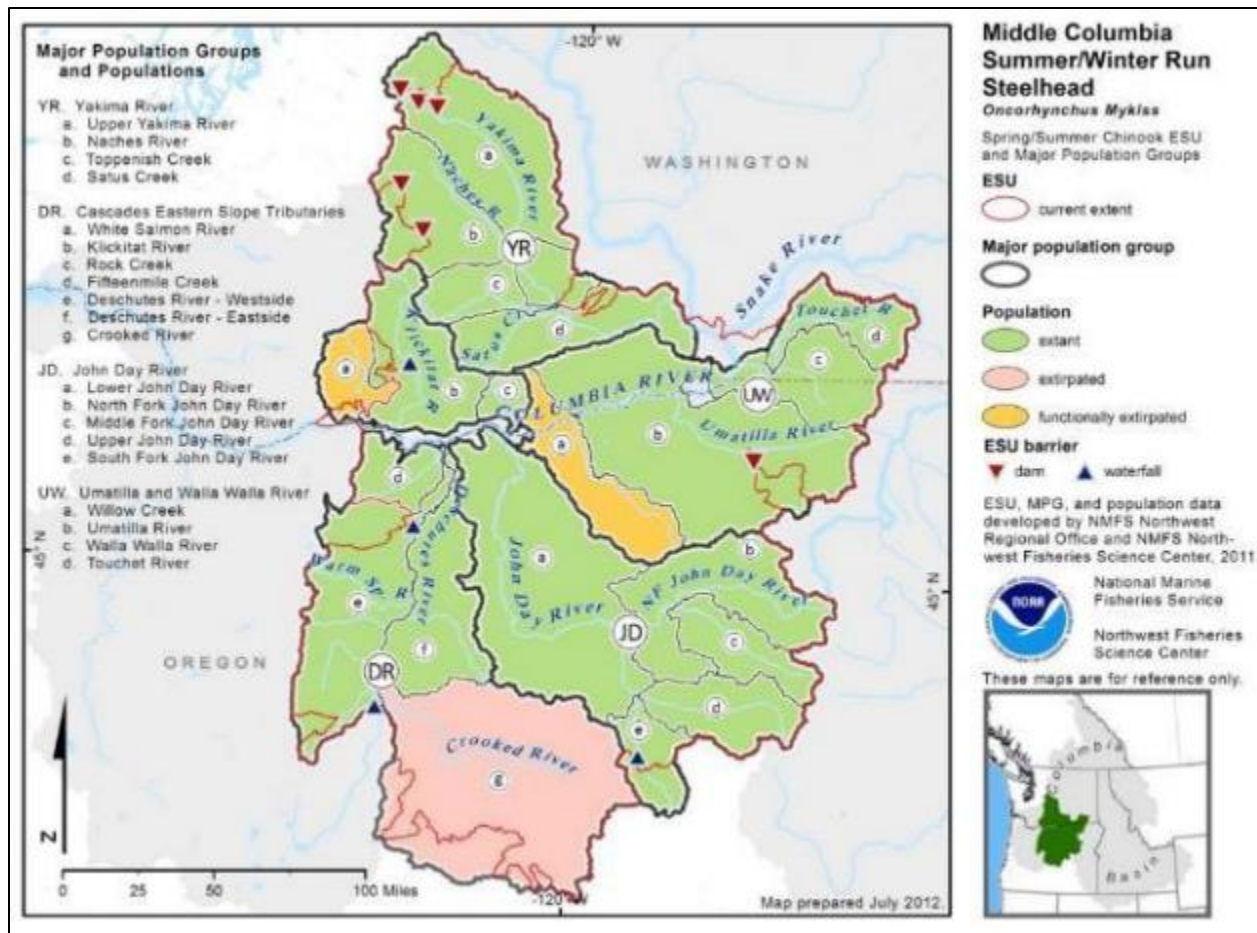 Major Population Groups
and Populations
YR. Yakima River
a. Upper Yakima River
b. Naches River
c. Toppenish Creek
d. Satus Creek
DR. Cascades Eastern Slope Tributaries
a. White Salmon River
b. Klickitat River
c. Rock Creek
d. Fifteenmile Creek
e. Deschutes River - Westside
f. Deschutes River - Eastside
g. Crooked River
JD. John Day River
a. Lower John Day River
b. North Fork John Day River
c. Middle Fork John Day River
d. Upper John Day River
e. South Fork John Day River
UW. Umatilla and Walla Walla River
a. Willow Creek
b. Umatilla River
c. Walla Walla River
d. Touchet River
-120° W
WASHINGTON
Yakima River
a
Naches R
b
YR
c
Snake River
Satus Cr
d
Touchet R
d
c
a
Klickitat R
b
c
COLUMBIA RIVER
UW
a
b
Umatilla River
d
Deschutes River
45° N
Warm Sp. R
e
f
a
John Day River
b
NF John Day River
45° N
JD
c
OREGON
DR
d
e
Crooked River
g
N
0 25 50 100 Miles
-120° W
Map prepared July 2012.
Middle Columbia
Summer/Winter Run
Steelhead
Oncorhynchus Mykiss
Spring/Summer Chinook ESU
and Major Population Groups
ESU
current extent
Major population group
Population
extant
extirpated
functionally extirpated
ESU barrier
dam waterfall
ESU, MPG, and population data
developed by NMFS Northwest
Regional Office and NMFS North-
west Fisheries Science Center, 2011
NOAA
National Marine
Fisheries Service
Northwest Fisheries
Science Center
These maps are for reference only.
Columbia
Basin